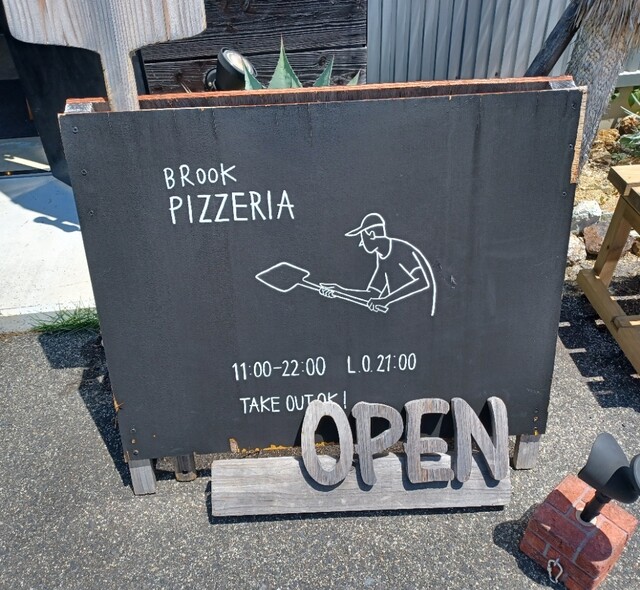 BROOK
PIZZERIA
11:00-22:00 L.O.21:00
TAKE OUT OK!
OPEN